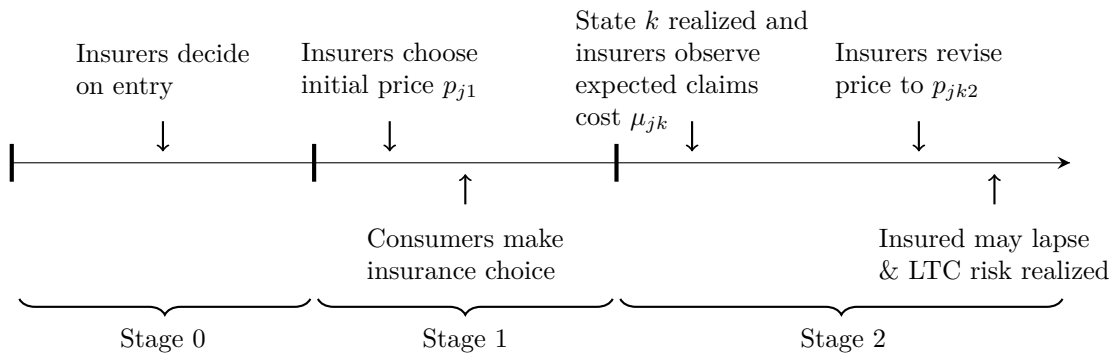 Insurers decide
on entry
Insurers choose
initial price $p_{j1}$
State $k$ realized and
insurers observe
expected claims
cost $\mu_{jk}$
Insurers revise
price to $p_{jk2}$
Consumers make
insurance choice
Insured may lapse
& LTC risk realized
Stage 0
Stage 1
Stage 2